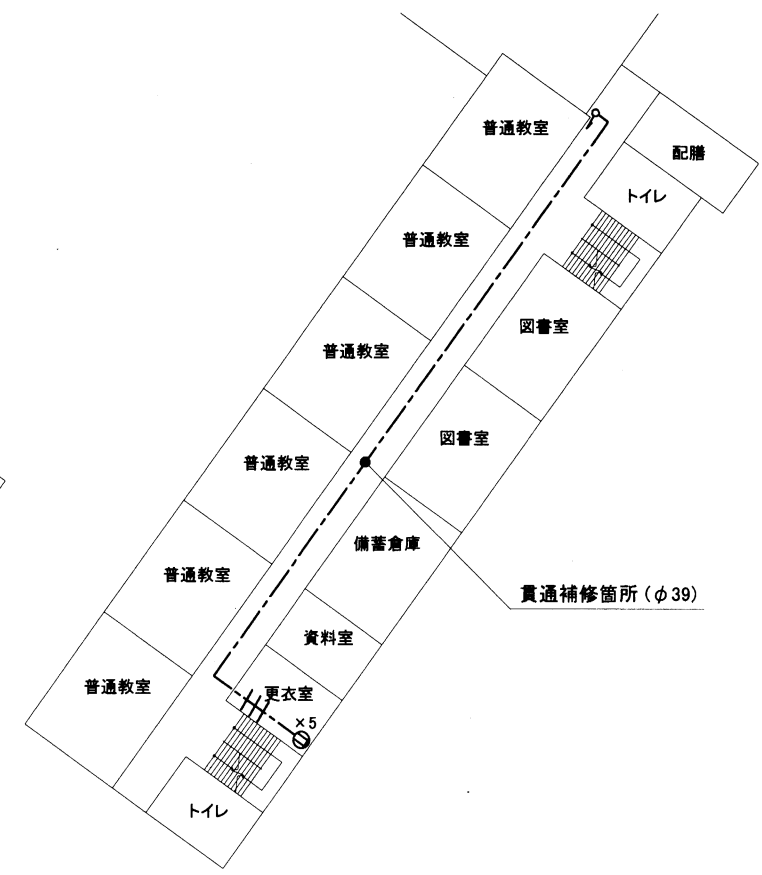 普通教室
配膳
トイレ
普通教室
図書室
普通教室
図書室
普通教室
備蓄倉庫
普通教室
貫通補修箇所(φ39)
資料室
普通教室
更衣室
×5
トイレ